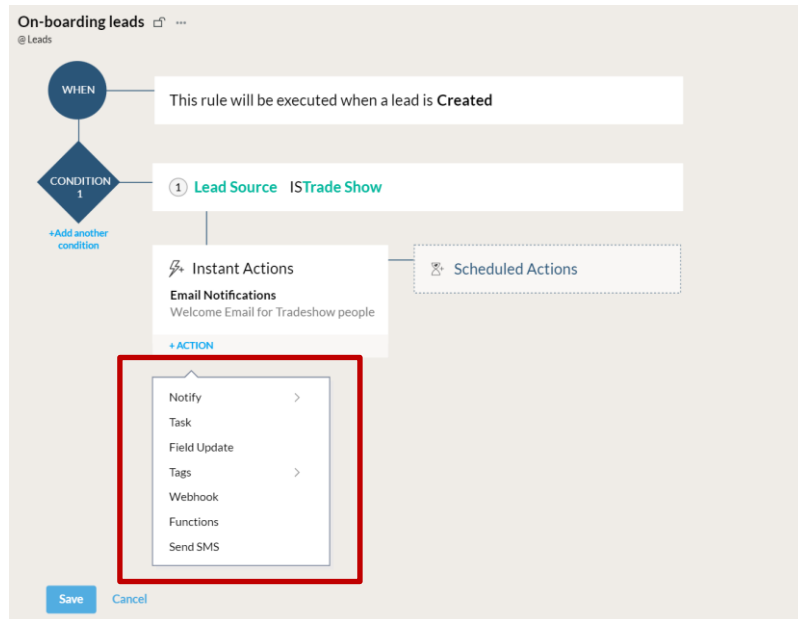 On-boarding leads ...
@Leads
WHEN
This rule will be executed when a lead is Created
CONDITION
1
1 Lead Source ISTrade Show
+Add another
condition
Instant Actions
Scheduled Actions
Email Notifications
Welcome Email for Tradeshow people
+ ACTION
Notify
Task
Field Update
Tags
Webhook
Functions
Send SMS
Save Cancel